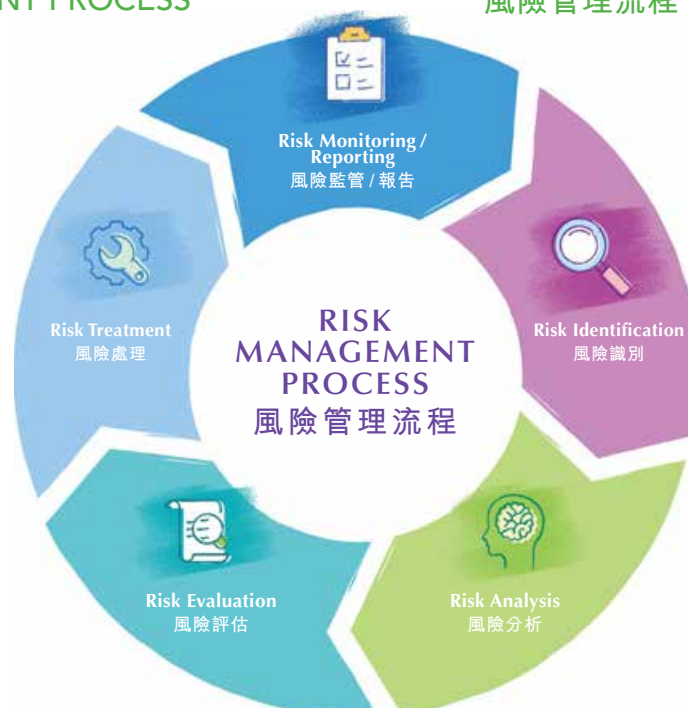 NT PROCESS
風險管理流程
Risk Monitoring /
Reporting
風險監管 / 報告
Risk Identification
風險識別
Risk Analysis
風險分析
Risk Evaluation
風險評估
Risk Treatment
風險處理
RISK
MANAGEMENT
PROCESS
風險管理流程